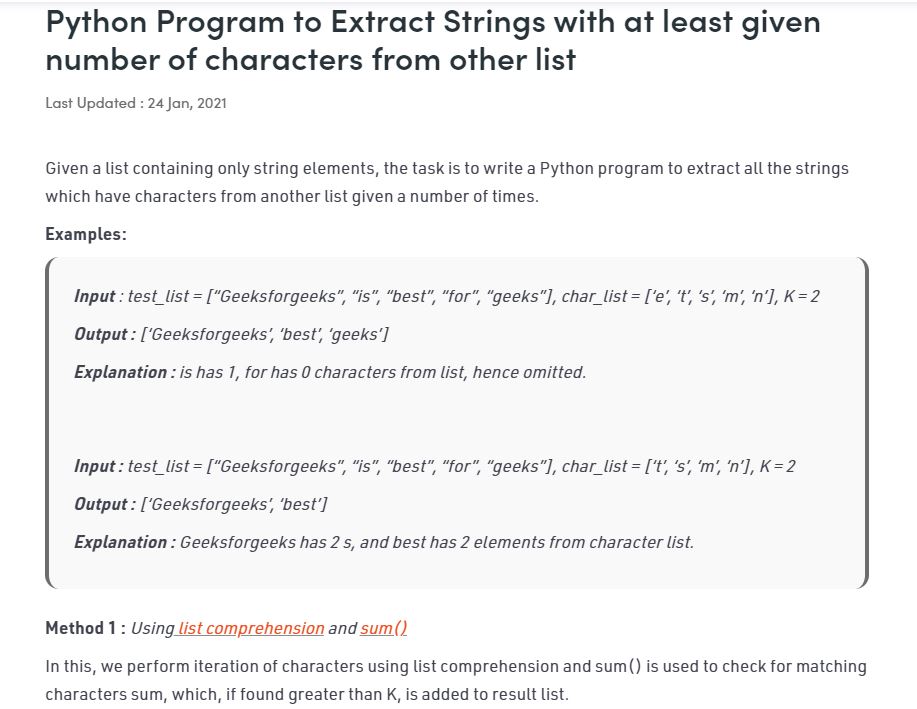 Python Program to Extract Strings with at least given
number of characters from other list
Last Updated : 24 Jan, 2021
Given a list containing only string elements, the task is to write a Python program to extract all the strings
which have characters from another list given a number of times.
Examples:
Input : test_list = [“Geeksforgeeks”, “is”, “best”, “for”, “geeks”], char_list = [‘e’, ‘t’, ‘s’, ‘m’, ‘n’], K = 2
Output : [‘Geeksforgeeks’, ‘best’, ‘geeks’]
Explanation : is has 1, for has 0 characters from list, hence omitted.
Input : test_list = [“Geeksforgeeks”, “is”, “best”, “for”, “geeks”], char_list = [‘t’, ‘s’, ‘m’, ‘n’], K = 2
Output : [‘Geeksforgeeks’, ‘best’]
Explanation : Geeksforgeeks has 2 s, and best has 2 elements from character list.
Method 1 : Using list comprehension and sum()
In this, we perform iteration of characters using list comprehension and sum() is used to check for matching
characters sum, which, if found greater than K, is added to result list.